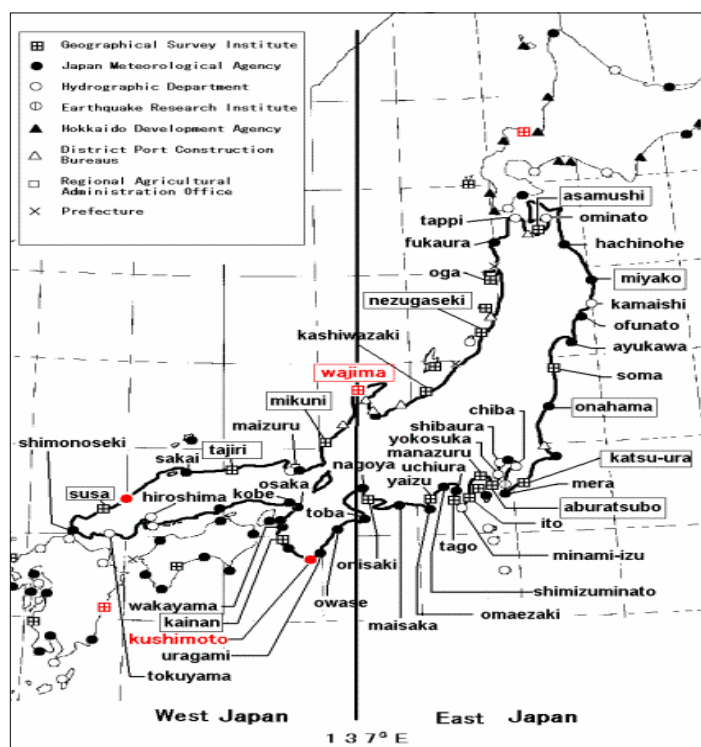 Geographical Survey Institute
Japan Meteorological Agency
Hydrographic Department
Earthquake Research Institute
Hokkaido Development Agency
District Port Construction
Bureaus
Regional Agricultural
Administration Office
Prefecture
asamushi
tappi
ominato
fukaura
hachinohe
oga
miyako
nezugaseki
kamaishi
kashiwazaki
ofunato
ayukawa
wajima
soma
mikuni
chiba
onahama
maizuru
shibaura
shimonoseki
tajiri
yokosuka
sakai
nagoya
manazuru
katsu-ura
osaka
uchiura
susa
hiroshima
kobe
yaizu
mera
toba
aburatsubo
ito
tago
minami-izu
orisaki
shimizuminato
wakayama
owase
omaezaki
kainan
maisaka
kushimoto
uragami
tokuyama
West Japan
East Japan
137°E